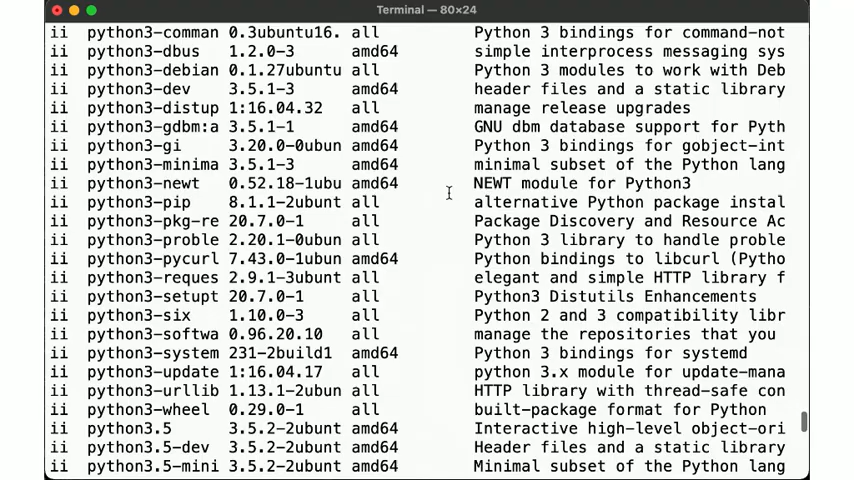 Terminal — 80×24
ii  python3-comman 0.3ubuntu16. all          Python 3 bindings for command-not
ii  python3-dbus   1.2.0-3      amd64        simple interprocess messaging sys
ii  python3-debian 0.1.27ubuntu all          Python 3 modules to work with Deb
ii  python3-dev    3.5.1-3      amd64        header files and a static library
ii  python3-distup 1:16.04.32   all          manage release upgrades
ii  python3-gdbm:a 3.5.1-1      amd64        GNU dbm database support for Pyth
ii  python3-gi     3.20.0-0ubun amd64        Python 3 bindings for gobject-int
ii  python3-minima 3.5.1-3      amd64        minimal subset of the Python lang
ii  python3-newt   0.52.18-1ubu amd64        NEWT module for Python3
ii  python3-pip    8.1.1-2ubunt all          alternative Python package instal
ii  python3-pkg-re 20.7.0-1     all          Package Discovery and Resource Ac
ii  python3-proble 2.20.1-0ubun all          Python 3 library to handle proble
ii  python3-pycurl 7.43.0-1ubun amd64        Python bindings to libcurl (Pytho
ii  python3-reques 2.9.1-3ubunt all          elegant and simple HTTP library f
ii  python3-setupt 20.7.0-1     all          Python3 Distutils Enhancements
ii  python3-six    1.10.0-3     all          Python 2 and 3 compatibility libr
ii  python3-softwa 0.96.20.10   all          manage the repositories that you
ii  python3-system 231-2build1  amd64        Python 3 bindings for systemd
ii  python3-update 1:16.04.17   all          python 3.x module for update-mana
ii  python3-urllib 1.13.1-2ubun all          HTTP library with thread-safe con
ii  python3-wheel  0.29.0-1     all          built-package format for Python
ii  python3.5      3.5.2-2ubunt amd64        Interactive high-level object-ori
ii  python3.5-dev  3.5.2-2ubunt amd64        Header files and a static library
ii  python3.5-mini 3.5.2-2ubunt amd64        Minimal subset of the Python lang